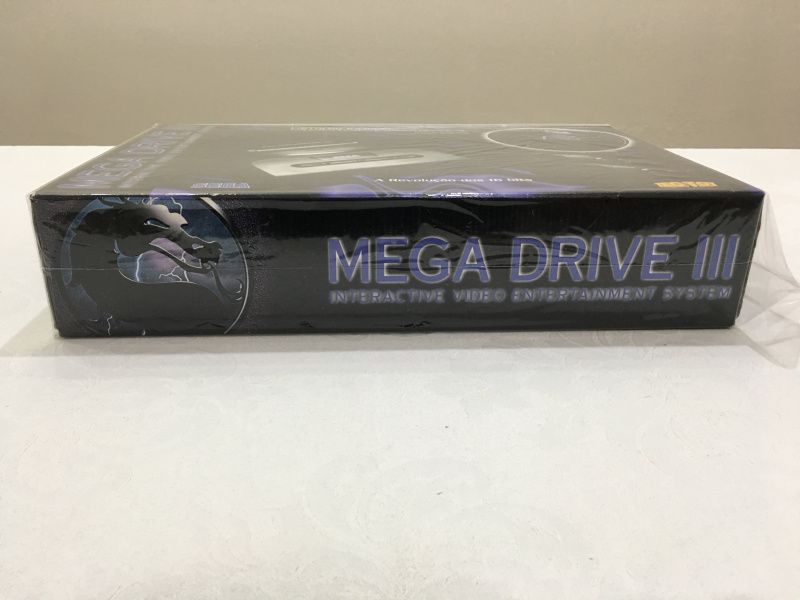 MEGA DRIVE
SEGA
A Revolução dos 16 bits
MEGA DRIVE III
INTERACTIVE VIDEO ENTERTAINMENT SYSTEM